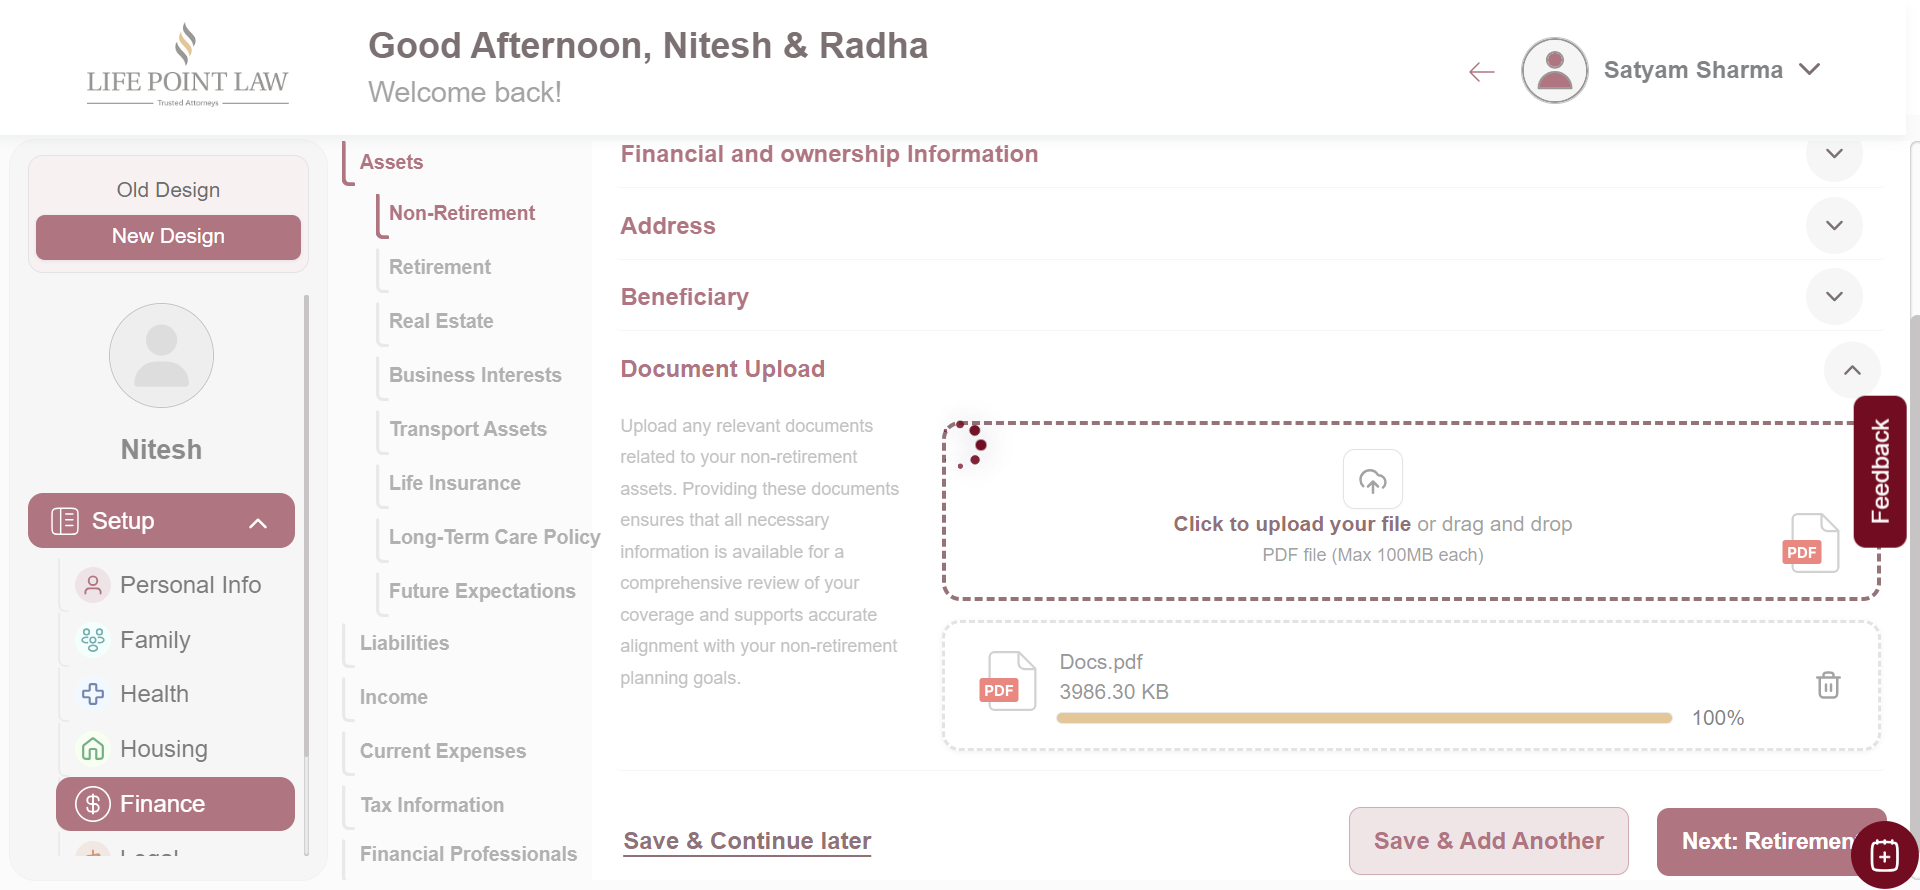 LIFE POINT LAW
Trusted Attorneys
Good Afternoon, Nitesh & Radha
Welcome back!
Satyam Sharma
Old Design
New Design
Nitesh
Setup
Personal Info
Family
Health
Housing
Finance
Legal
Assets
Non-Retirement
Retirement
Real Estate
Business Interests
Transport Assets
Life Insurance
Long-Term Care Policy
Future Expectations
Liabilities
Income
Current Expenses
Tax Information
Financial Professionals
Financial and ownership Information
Address
Beneficiary
Document Upload
Upload any relevant documents
related to your non-retirement
assets. Providing these documents
ensures that all necessary
information is available for a
comprehensive review of your
coverage and supports accurate
alignment with your non-retirement
planning goals.
Click to upload your file or drag and drop
PDF file (Max 100MB each)
PDF
PDF
Docs.pdf
3986.30 KB
100%
Feedback
Save & Continue later
Save & Add Another
Next: Retiremen